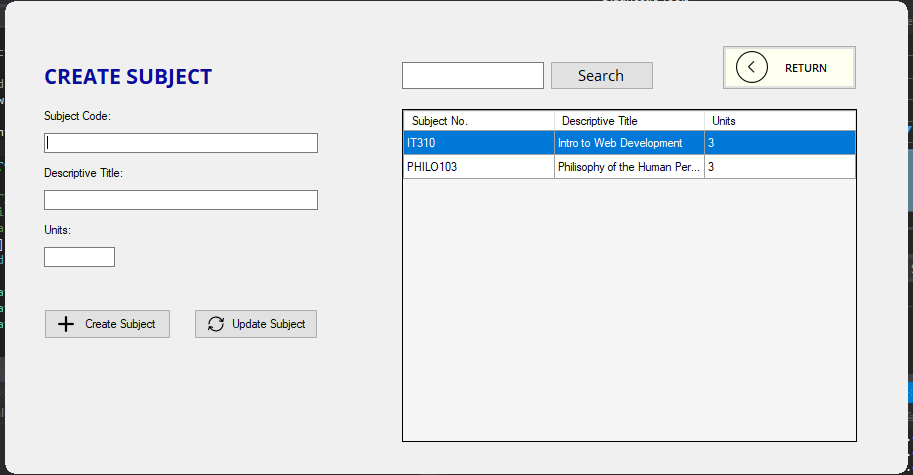 CREATE SUBJECT
Subject Code:
Descriptive Title:
Units:
Create Subject
Update Subject
Search
RETURN
Subject No. Descriptive Title Units
IT310 Intro to Web Development 3
PHILO103 Philisophy of the Human Per... 3